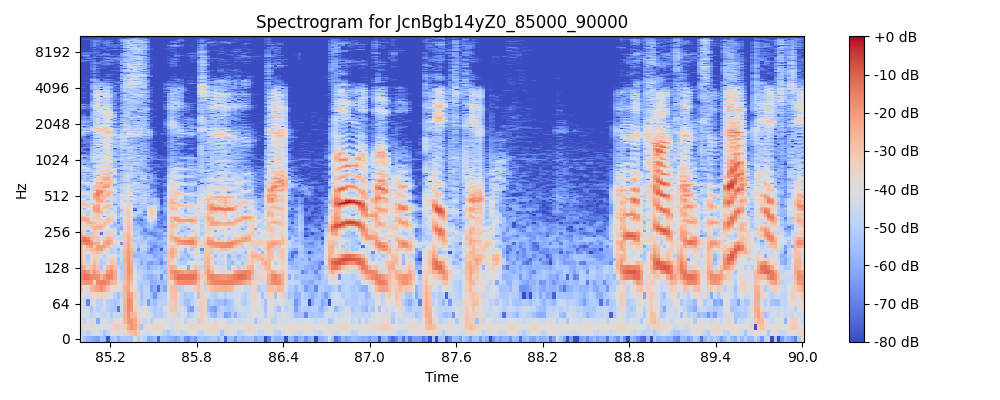 Spectrogram for JcnBgb14yZ0_85000_90000
8192
4096
2048
1024
512
256
128
64
0
Hz
85.2 85.8 86.4 87.0 87.6 88.2 88.8 89.4 90.0
Time
+0 dB
-10 dB
-20 dB
-30 dB
-40 dB
-50 dB
-60 dB
-70 dB
-80 dB